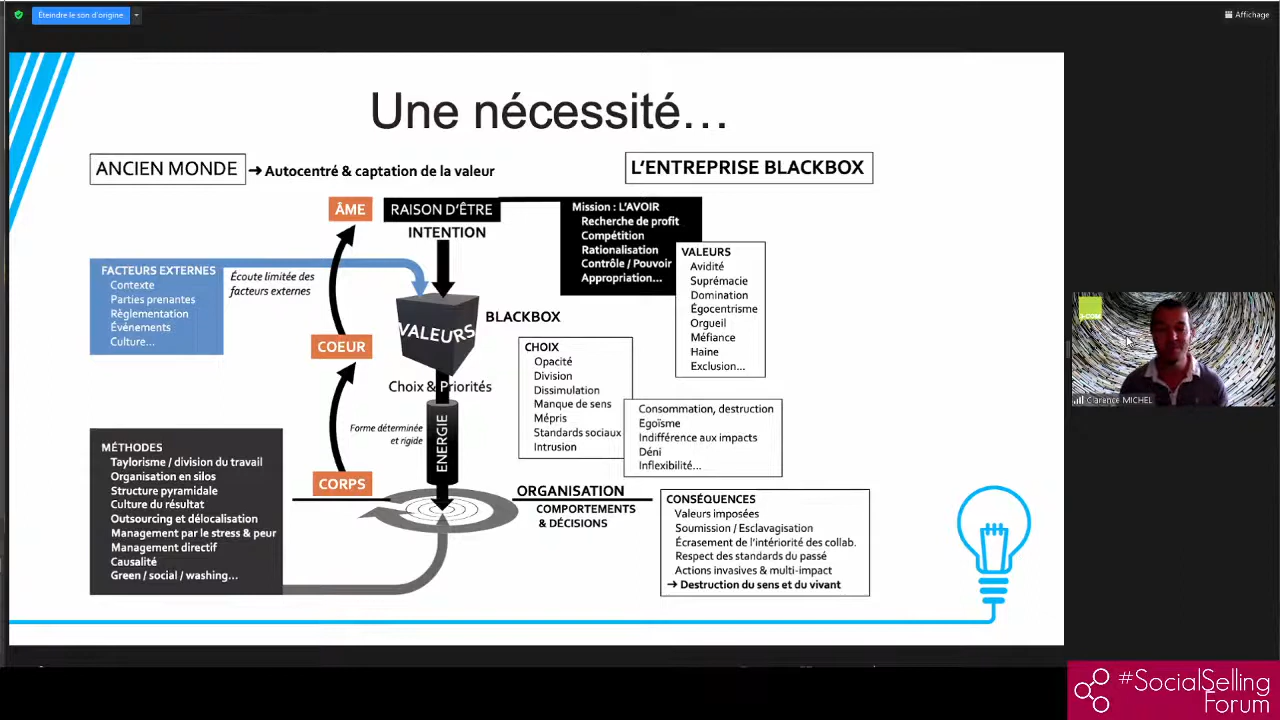 Éteindre le son d'origine
Affichage
Une nécessité…
ANCIEN MONDE
➔ Autocentré & captation de la valeur
L'ENTREPRISE BLACKBOX
ÂME
RAISON D'ÊTRE
INTENTION
Mission : L'AVOIR
Recherche de profit
Compétition
Rationalisation
Contrôle / Pouvoir
Appropriation…
VALEURS
Avidité
Suprémacie
Domination
Égocentrisme
Orgueil
Méfiance
Haine
Exclusion…
FACTEURS EXTERNES
Contexte
Parties prenantes
Règlementation
Événements
Culture…
Écoute limitée des
facteurs externes
VALEURS
BLACKBOX
COEUR
Choix & Priorités
CHOIX
Opacité
Division
Dissimulation
Manque de sens
Mépris
Standards sociaux
Intrusion
Consommation, destruction
Egoïsme
Indifférence aux impacts
Déni
Inflexibilité…
Forme déterminée
et rigide
ENERGIE
MÉTHODES
Taylorisme / division du travail
Organisation en silos
Structure pyramidale
Culture du résultat
Outsourcing et délocalisation
Management par le stress & peur
Management directif
Causalité
Green / social / washing…
CORPS
ORGANISATION
COMPORTEMENTS
& DÉCISIONS
CONSÉQUENCES
Valeurs imposées
Soumission / Esclavagisation
Écrasement de l'intériorité des collab.
Respect des standards du passé
Actions invasives & multi-impact
➔ Destruction du sens et du vivant
Clarence MICHEL
#SocialSelling
Forum